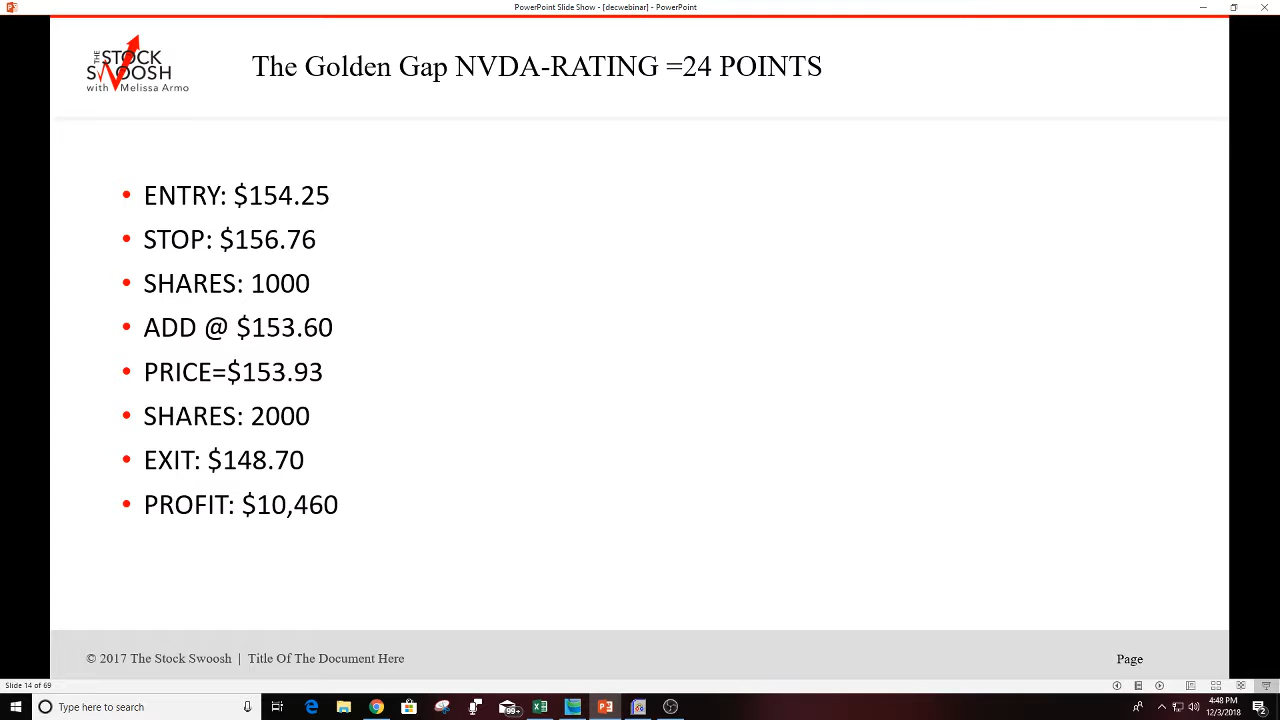 PowerPoint Slide Show - [decwebinar] - PowerPoint
THE STOCK SWOOSH
with Melissa Armo
The Golden Gap NVDA-RATING =24 POINTS
• ENTRY: $154.25
• STOP: $156.76
• SHARES: 1000
• ADD @ $153.60
• PRICE=$153.93
• SHARES: 2000
• EXIT: $148.70
• PROFIT: $10,460
© 2017 The Stock Swoosh | Title Of The Document Here
Page
Slide 14 of 69
Type here to search
99+
4:48 PM
12/3/2018
2